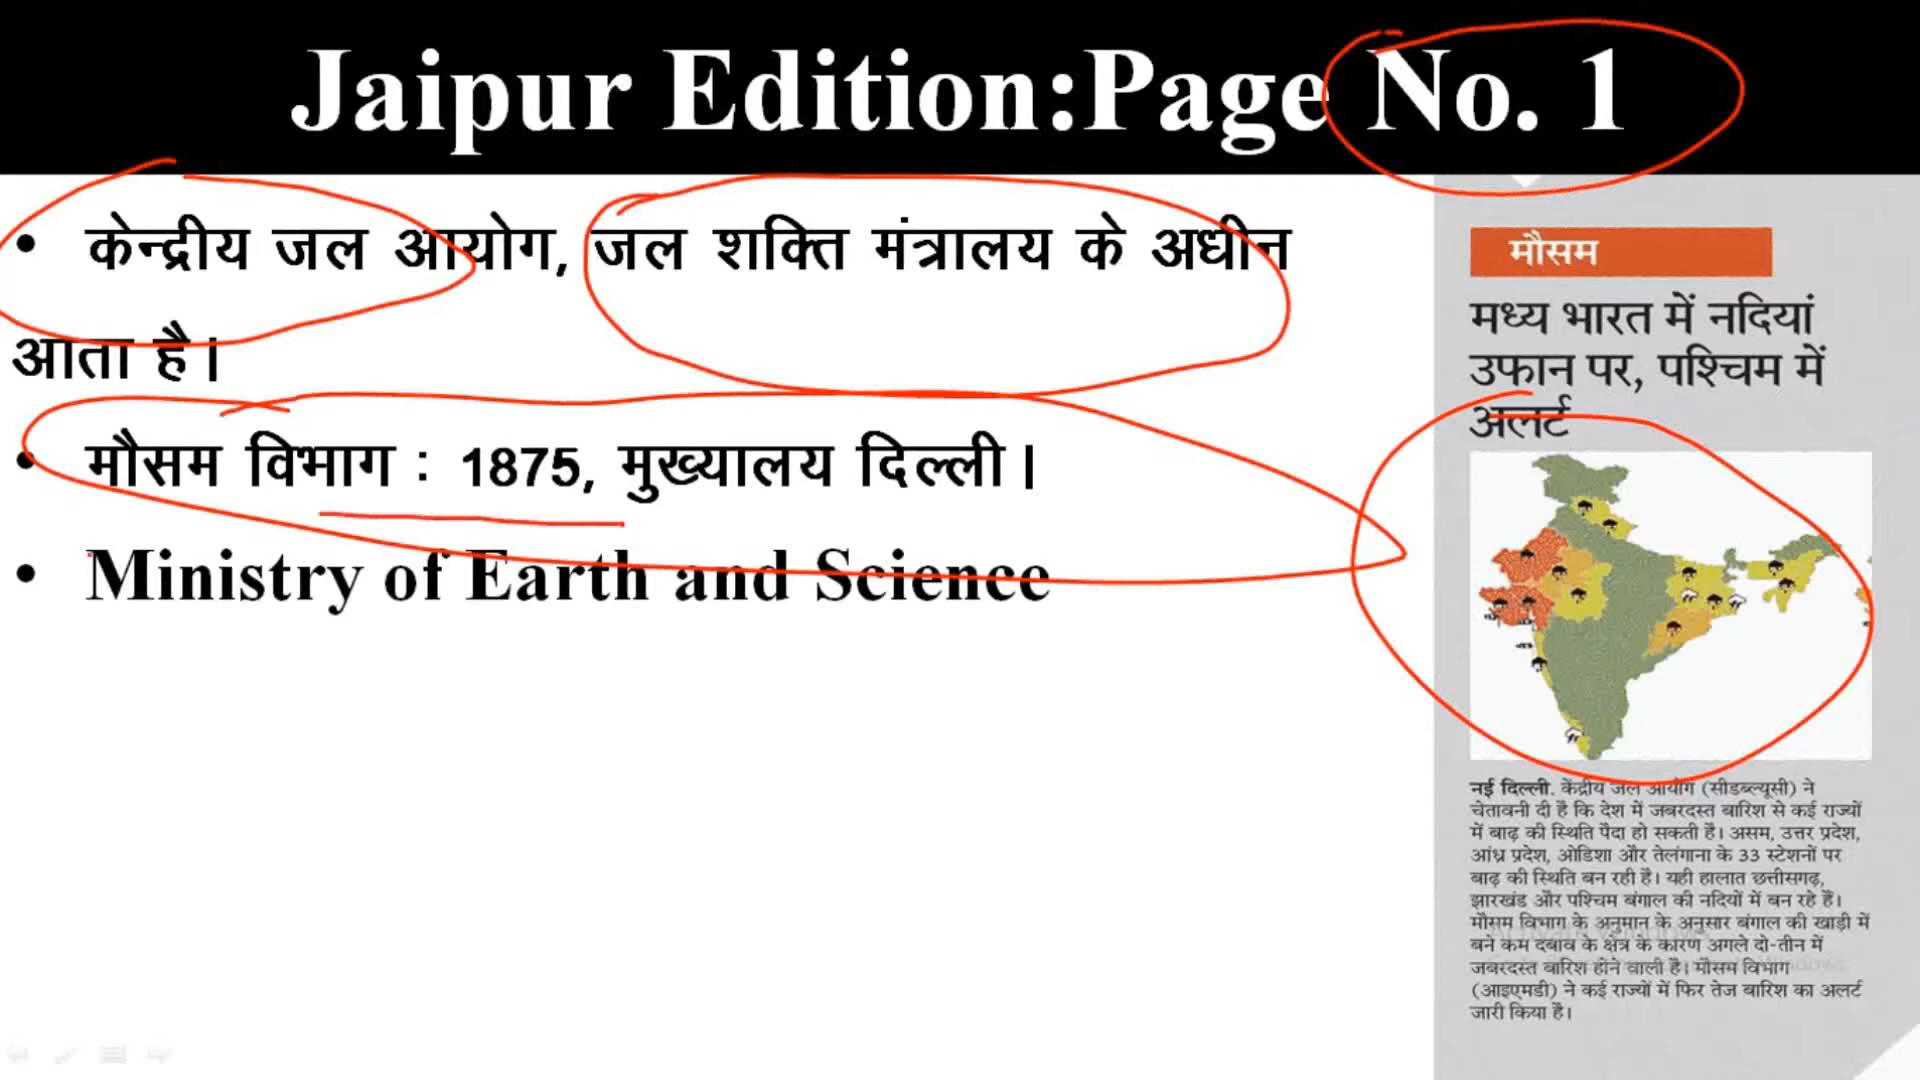 Jaipur Edition:Page No. 1
• केन्द्रीय जल आयोग, जल शक्ति मंत्रालय के अधीन
आता है।
• मौसम विभाग : 1875, मुख्यालय दिल्ली।
• Ministry of Earth and Science
मौसम
मध्य भारत में नदियां
उफान पर, पश्चिम में
अलर्ट
नई दिल्ली. केंद्रीय जल आयोग (सीडब्ल्यूसी) ने
चेतावनी दी है कि देश में जबरदस्त बारिश से कई राज्यों
में बाढ़ की स्थिति पैदा हो सकती है। असम, उत्तर प्रदेश,
आंध्र प्रदेश, ओडिशा और तेलंगाना के 33 स्टेशनों पर
बाढ़ की स्थिति बन रही है। यही हालात छत्तीसगढ़,
झारखंड और पश्चिम बंगाल की नदियों में बन रहे हैं।
मौसम विभाग के अनुमान के अनुसार बंगाल की खाड़ी में
बने कम दबाव के क्षेत्र के कारण अगले दो-तीन में
जबरदस्त बारिश होने वाली है। मौसम विभाग
(आइएमडी) ने कई राज्यों में फिर तेज बारिश का अलर्ट
जारी किया है।